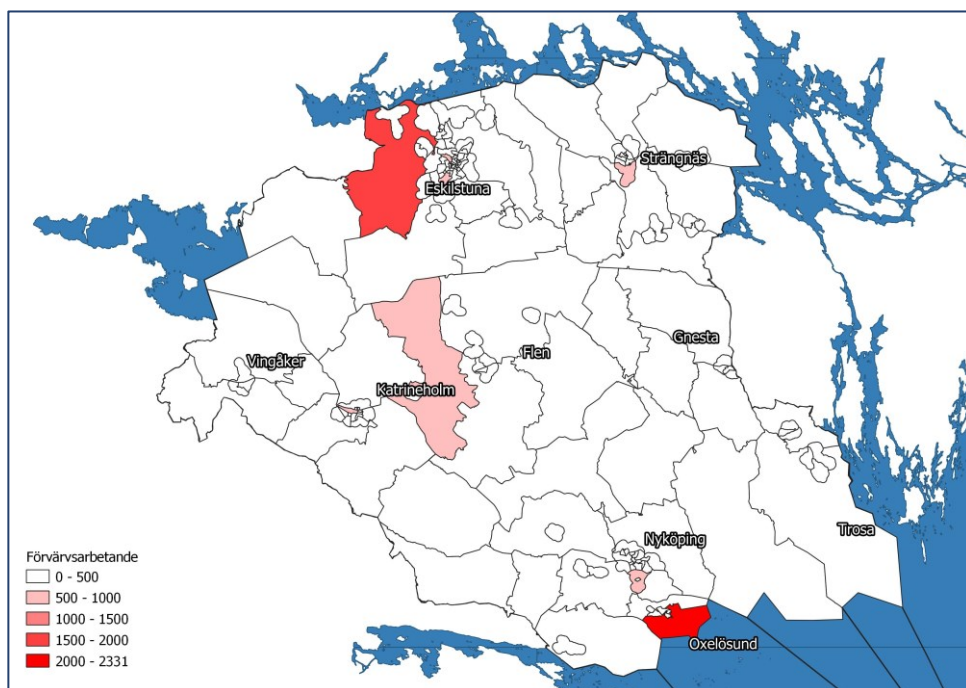 Strängnäs
Eskilstuna
Gnesta
Flen
Vingåker
Katrineholm
Trosa
Nyköping
Oxelösund
Förvärvsarbetande
0 - 500
500 - 1000
1000 - 1500
1500 - 2000
2000 - 2331